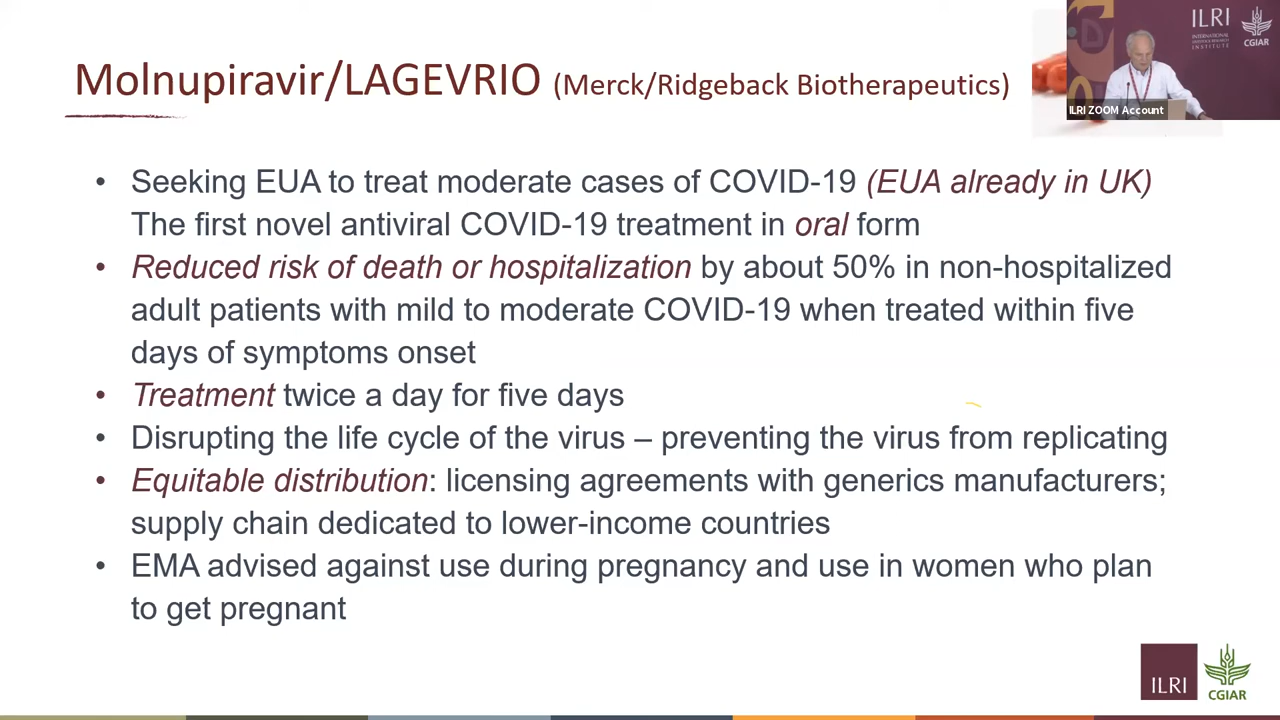 Molnupiravir/LAGEVRIO (Merck/Ridgeback Biotherapeutics)
ILRI
INTERNATIONAL
LIVESTOCK RESEARCH
INSTITUTE
CGIAR
ILRI ZOOM Account
• Seeking EUA to treat moderate cases of COVID-19 (EUA already in UK)
The first novel antiviral COVID-19 treatment in oral form
• Reduced risk of death or hospitalization by about 50% in non-hospitalized
adult patients with mild to moderate COVID-19 when treated within five
days of symptoms onset
• Treatment twice a day for five days
• Disrupting the life cycle of the virus – preventing the virus from replicating
• Equitable distribution: licensing agreements with generics manufacturers;
supply chain dedicated to lower-income countries
• EMA advised against use during pregnancy and use in women who plan
to get pregnant
ILRI
CGIAR